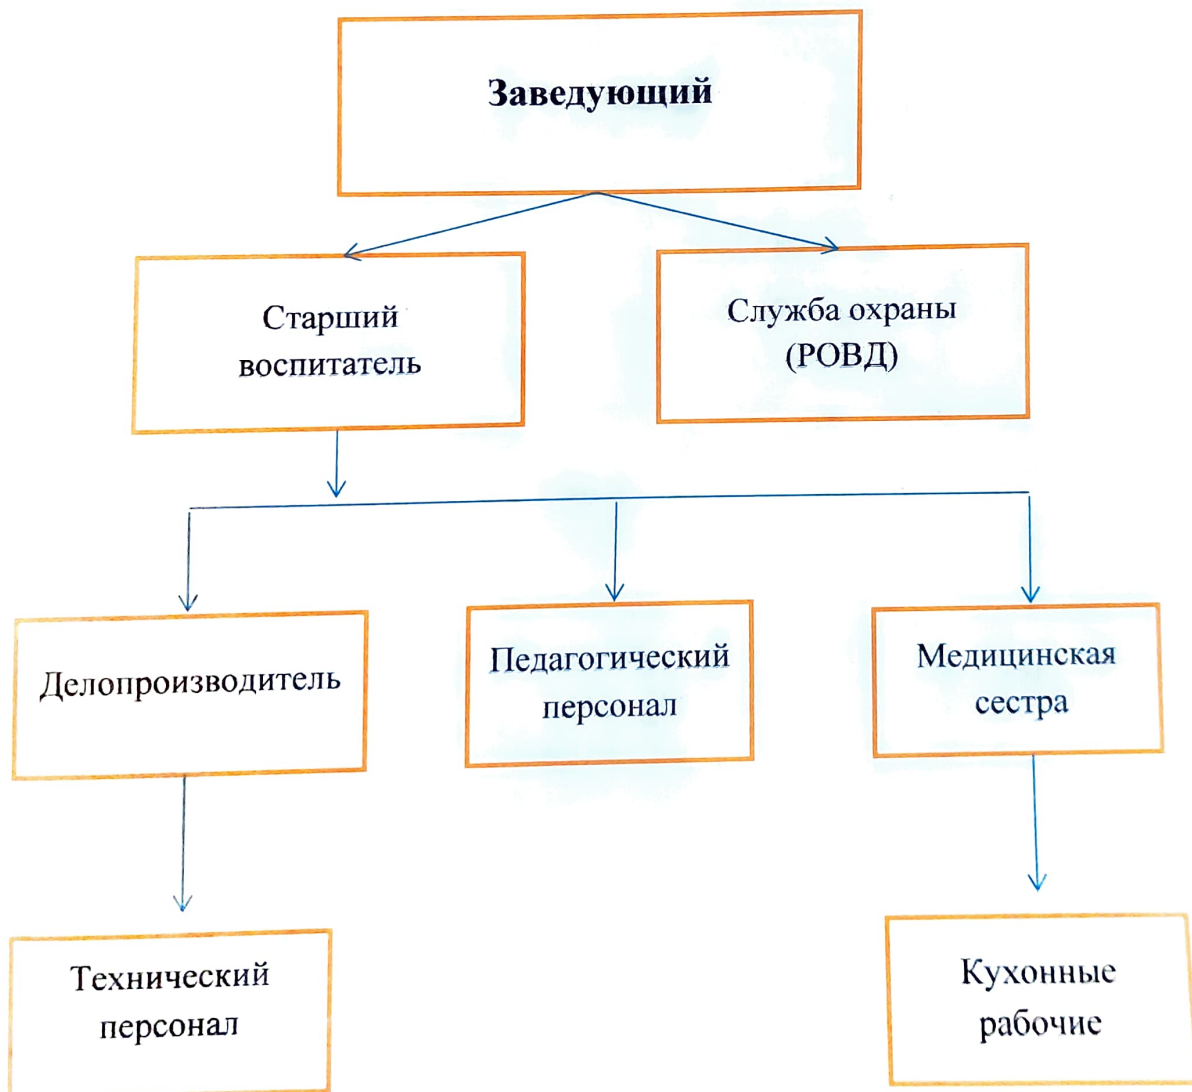 Заведующий
Старший
воспитатель
Служба охраны
(РОВД)
Делопроизводитель
Педагогический
персонал
Медицинская
сестра
Технический
персонал
Кухонные
рабочие